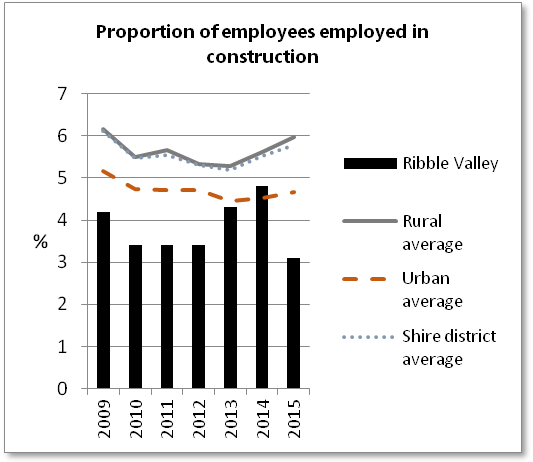 Proportion of employees employed in
construction
7
6
5
4
3
2
1
0
%
2009
2010
2011
2012
2013
2014
2015
Ribble Valley
Rural
average
Urban
average
Shire district
average